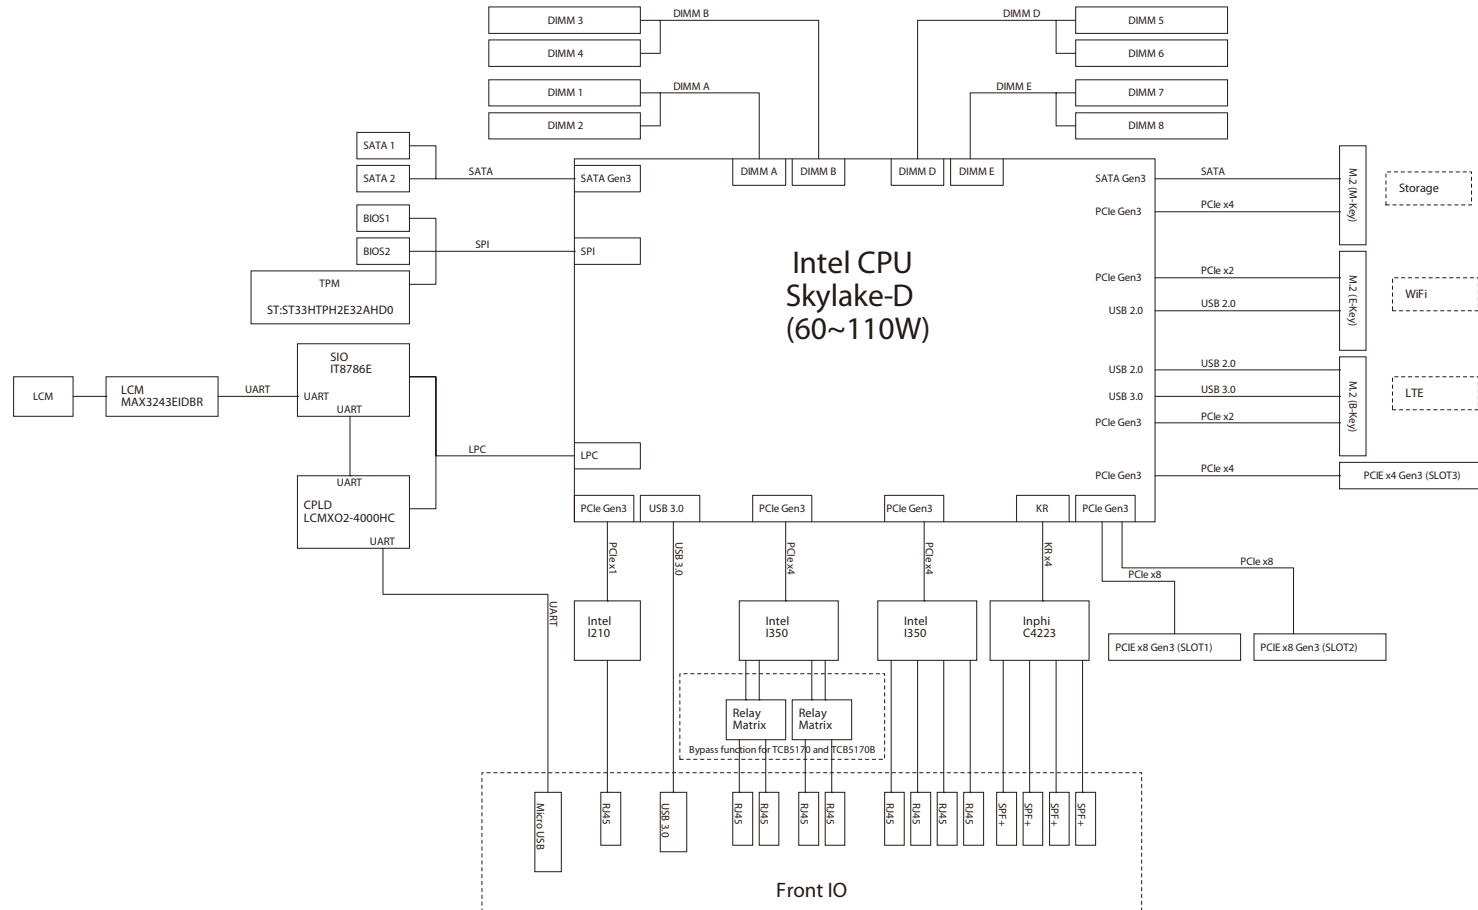 DIMM 3
DIMM B
DIMM D
DIMM 5
DIMM 4
DIMM 6
DIMM 1
DIMM A
DIMM E
DIMM 7
DIMM 2
DIMM 8
SATA 1
SATA 2
SATA
SATA Gen3
DIMM A
DIMM B
DIMM D
DIMM E
SATA Gen3
SATA
M.2 (M-Key)
Storage
PCIe Gen3
PCIe x4
BIOS1
BIOS2
SPI
SPI
TPM
ST:ST33HTPH2E32AHD0
Intel CPU
Skylake-D
(60~110W)
PCIe Gen3
PCIe x2
M.2 (E-Key)
WiFi
USB 2.0
USB 2.0
SIO
IT8786E
UART
UART
LCM
LCM
MAX3243EIDBR
UART
USB 2.0
USB 2.0
USB 3.0
USB 3.0
M.2 (B-Key)
LTE
PCIe Gen3
PCIe x2
LPC
LPC
PCIe Gen3
PCIe x4
PCIE x4 Gen3 (SLOT3)
UART
CPLD
LCMXO2-4000HC
UART
PCIe Gen3
USB 3.0
PCIe Gen3
PCIe Gen3
KR
PCIe Gen3
PCIe x1
USB 3.0
PCIe x4
PCIe x4
KR x4
PCIe x8
PCIe x8
UART
Intel
I210
Intel
I350
Intel
I350
Inphi
C4223
PCIE x8 Gen3 (SLOT1)
PCIE x8 Gen3 (SLOT2)
Relay
Matrix
Relay
Matrix
Bypass function for TCB5170 and TCB5170B
Micro USB
RJ45
USB 3.0
RJ45
RJ45
RJ45
RJ45
RJ45
RJ45
RJ45
RJ45
SPF+
SPF+
SPF+
SPF+
Front IO